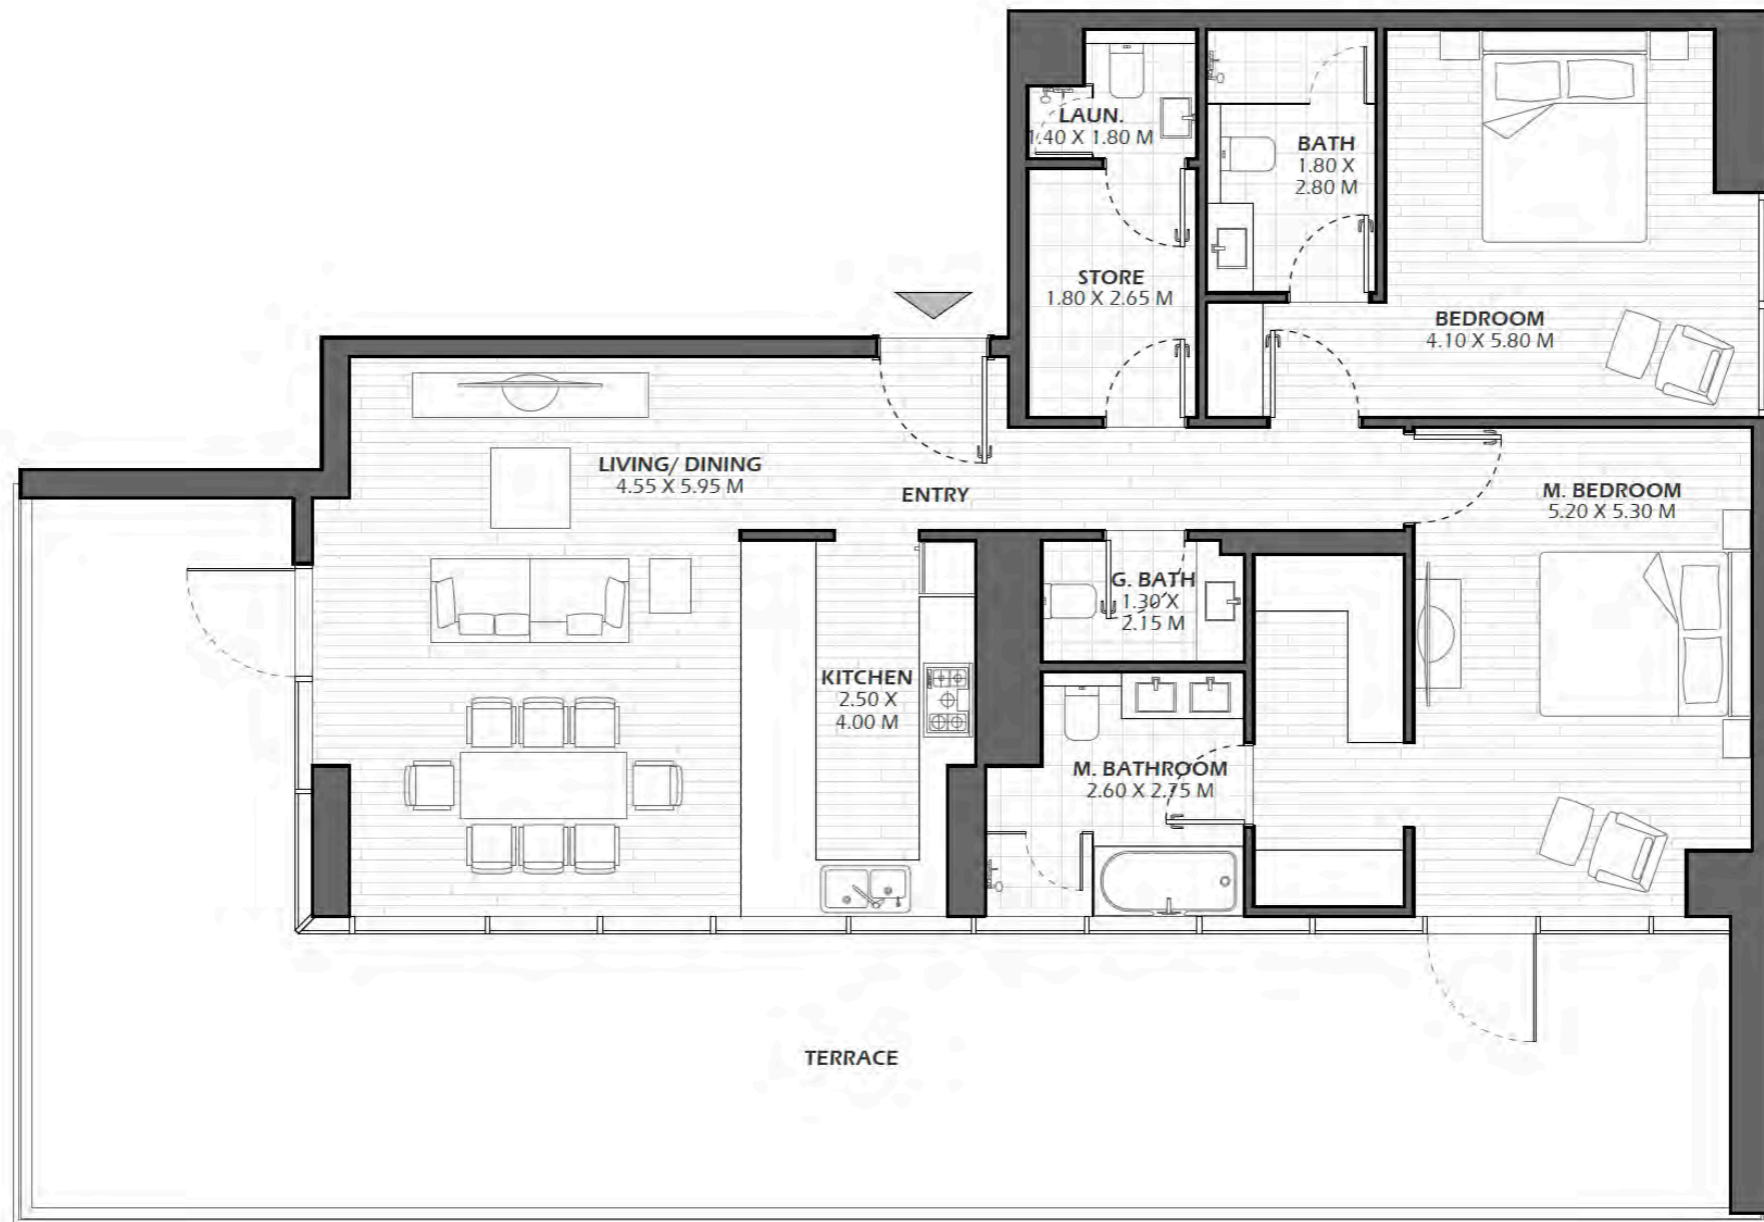 LAUN.
1.40 X 1.80 M
BATH
1.80 X
2.80 M
STORE
1.80 X 2.65 M
BEDROOM
4.10 X 5.80 M
LIVING/ DINING
4.55 X 5.95 M
ENTRY
M. BEDROOM
5.20 X 5.30 M
G. BATH
1.30 X
2.15 M
KITCHEN
2.50 X
4.00 M
M. BATHROOM
2.60 X 2.75 M
TERRACE